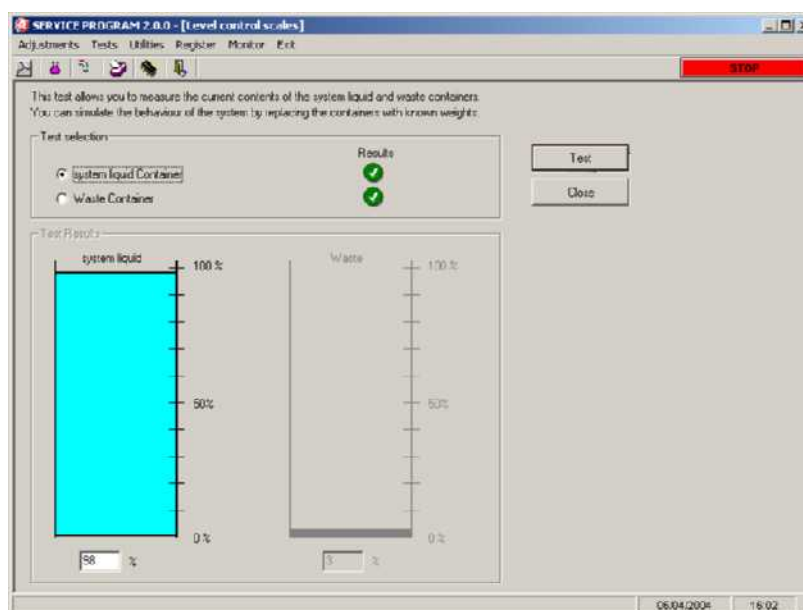 SERVICE PROGRAM 2.0.0 - [Level control scales]
Adjustments Tests Utilities Register Monitor Exit
STOP
This test allows you to measure the current contents of the system liquid and waste containers.
You can simulate the behaviour of the system by replacing the containers with known weights.
Test selection
Results
system liquid Container
Waste Container
Test
Close
Test Results
system liquid
Waste
100 %
100 %
50%
50%
0 %
0 %
98 %
3 %
06/04/2004 16:02